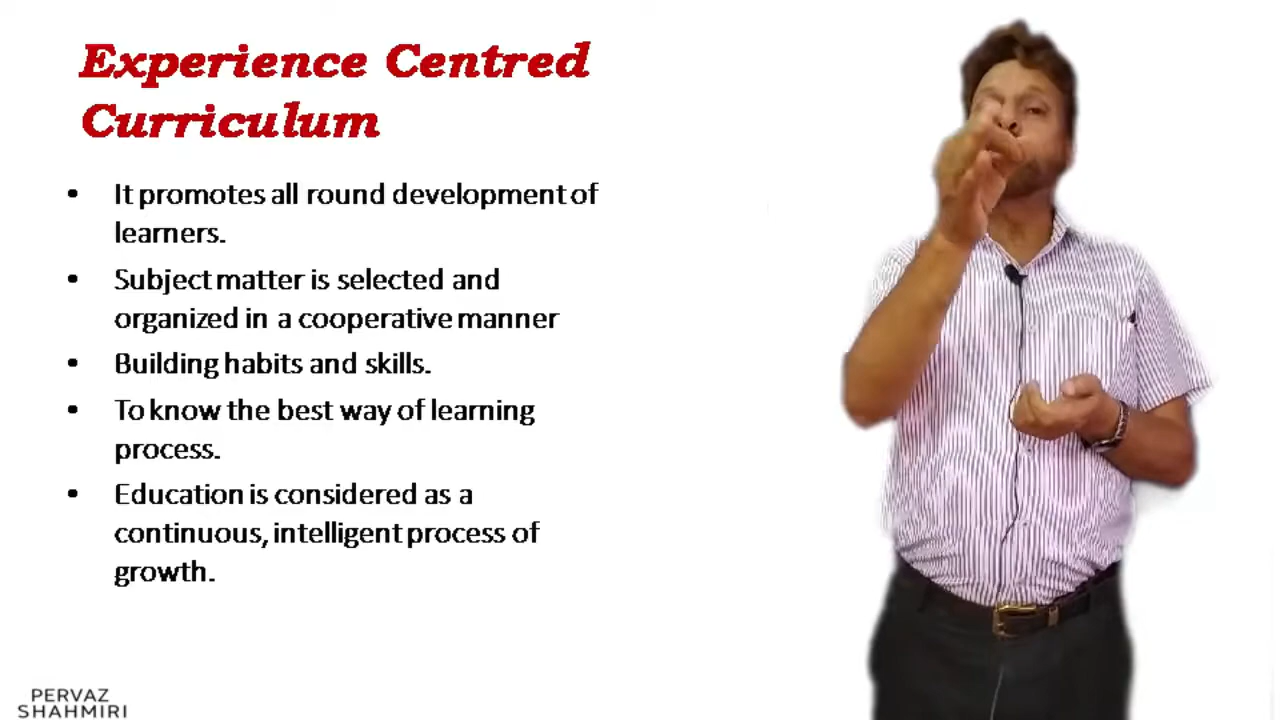 Experience Centred
Curriculum
• It promotes all round development of
learners.
• Subject matter is selected and
organized in a cooperative manner
• Building habits and skills.
• To know the best way of learning
process.
• Education is considered as a
continuous, intelligent process of
growth.
PERVAZ
SHAHMIRI